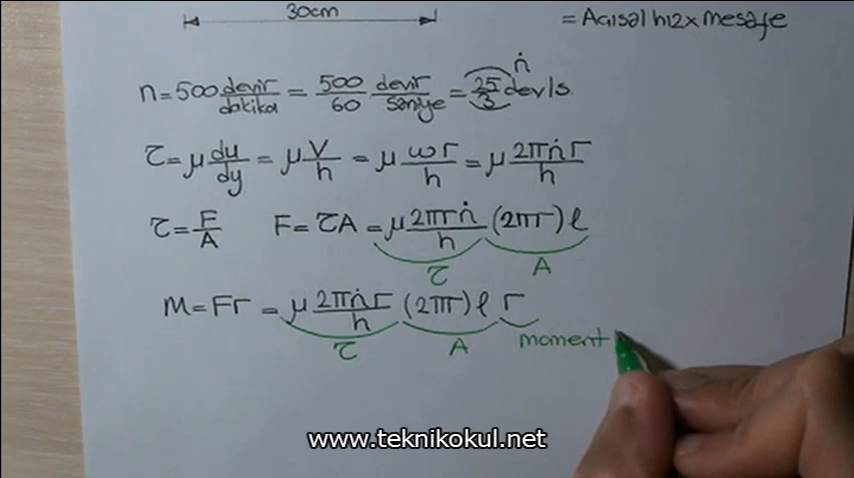 30cm
= Açısal hız x mesafe
n = 500 devir/dakika = 500/60 devir/saniye = 25/3 dev/s ṅ
τ = μ du/dy = μ V/h = μ ωr/h = μ 2πṅr/h
τ = F/A F = τA = μ 2πrṅ/h (2πr) ℓ
τ A
M = Fr = μ 2πṅr/h (2πr) ℓ r
τ A moment
www.teknikokul.net